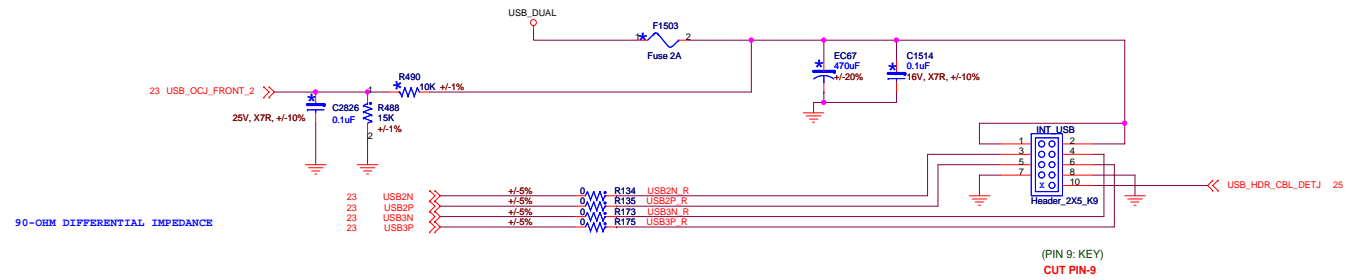 USB_DUAL
F1503
1 * 2
Fuse 2A
EC67
470uF
+/-20%
C1514
0.1uF
16V, X7R, +/-10%
23 USB_OCJ_FRONT_2
R490
10K +/-1%
C2826
0.1uF
25V, X7R, +/-10%
1
R488
15K
+/-1%
2
INT_USB
1 2
3 4
5 6
7 8
X 10
Header_2X5_K9
USB_HDR_CBL_DETJ 25
23 USB2N +/-5% 0 R134 USB2N_R
23 USB2P +/-5% 0 R135 USB2P_R
23 USB3N +/-5% 0 R173 USB3N_R
23 USB3P +/-5% 0 R175 USB3P_R
90-OHM DIFFERENTIAL IMPEDANCE
(PIN 9: KEY)
CUT PIN-9